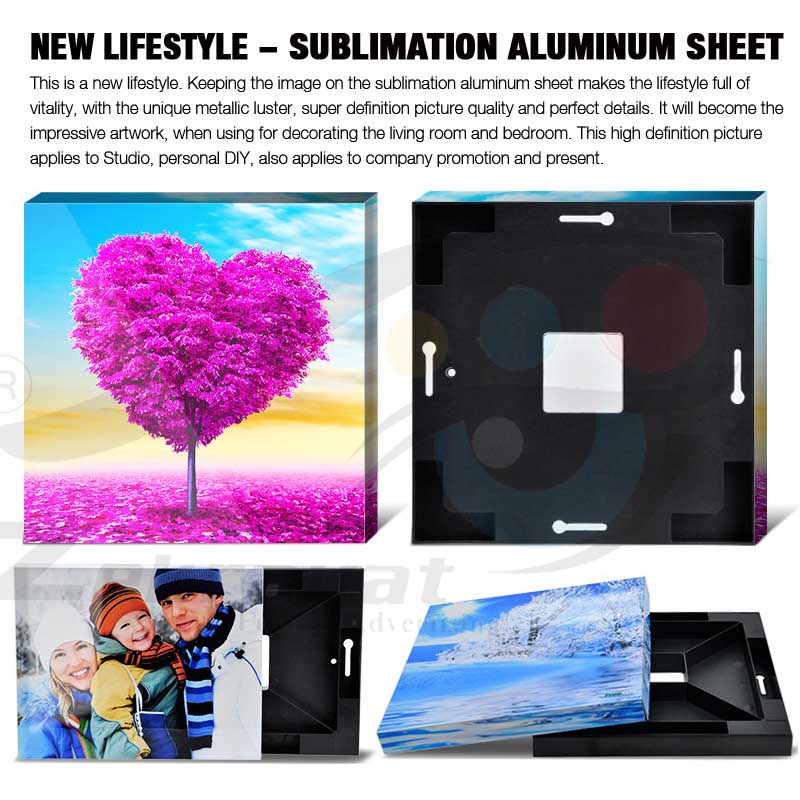 NEW LIFESTYLE – SUBLIMATION ALUMINUM SHEET
This is a new lifestyle. Keeping the image on the sublimation aluminum sheet makes the lifestyle full of
vitality, with the unique metallic luster, super definition picture quality and perfect details. It will become the
impressive artwork, when using for decorating the living room and bedroom. This high definition picture
applies to Studio, personal DIY, also applies to company promotion and present.
R
Advertising